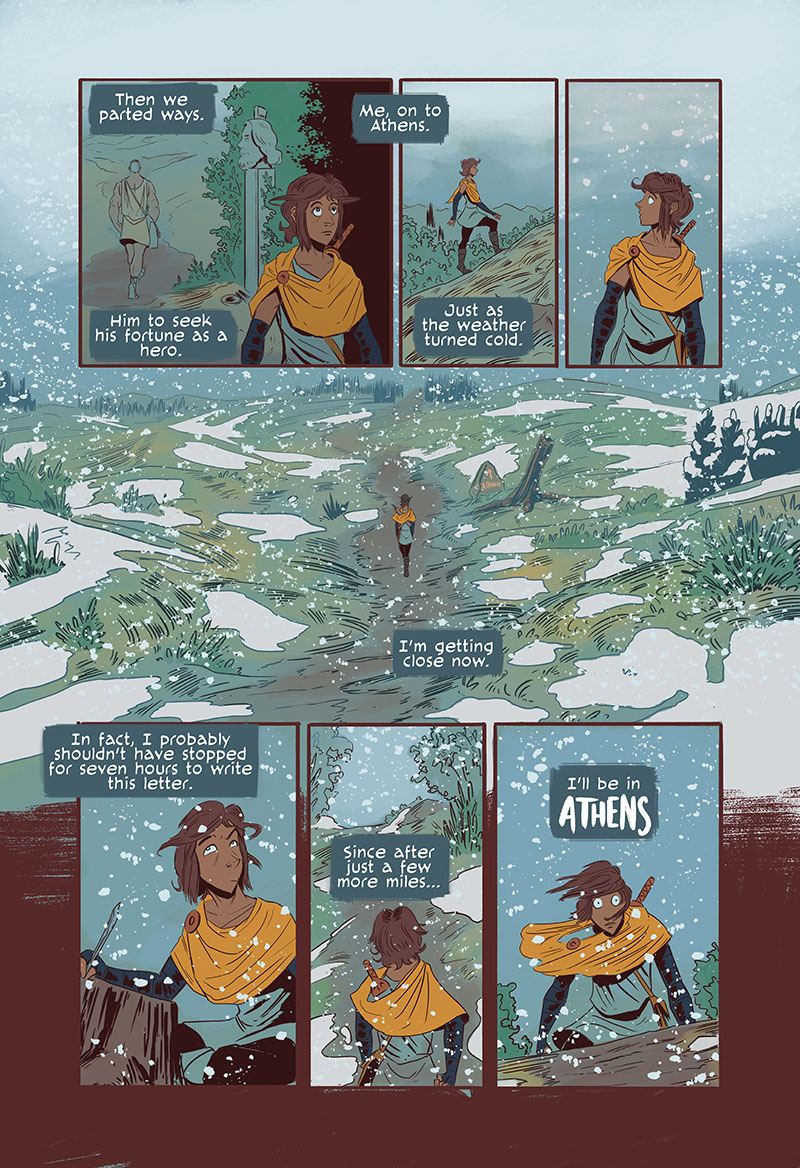 Then we
parted ways.
Him to seek
his fortune as a
hero.
Me, on to
Athens.
Just as
the weather
turned cold.
I'm getting
close now.
In fact, I probably
shouldn't have stopped
for seven hours to write
this letter.
Since after
just a few
more miles...
I'll be in
ATHENS